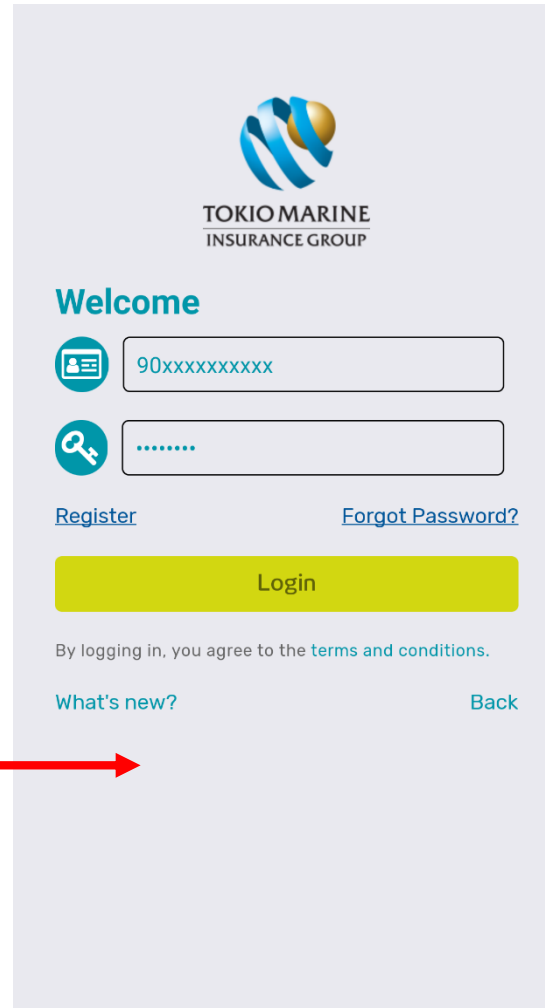 TOKIO MARINE
INSURANCE GROUP
Welcome
90xxxxxxxxxx
••••••••
Register Forgot Password?
Login
By logging in, you agree to the terms and conditions.
What's new? Back